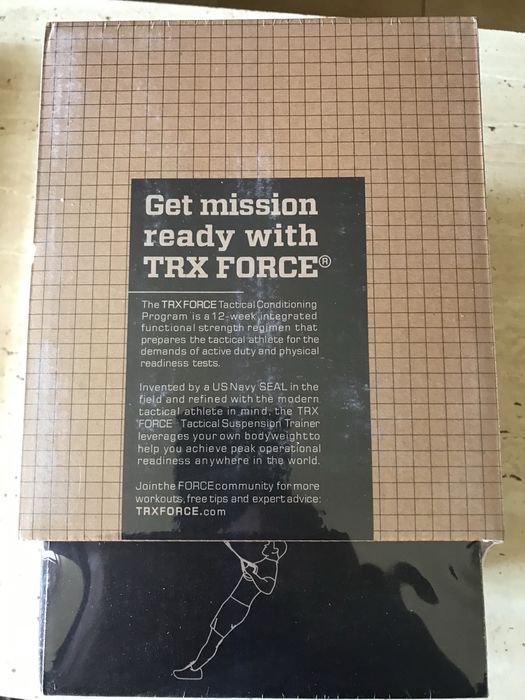 Get mission
ready with
TRX FORCE®
The TRX FORCE Tactical Conditioning
Program is a 12-week, integrated
functional strength regimen that
prepares the tactical athlete for the
demands of active duty and physical
readiness tests.
Invented by a US Navy SEAL in the
field and refined with the modern
tactical athlete in mind, the TRX
FORCE Tactical Suspension Trainer
leverages your own bodyweight to
help you achieve peak operational
readiness anywhere in the world.
Join the FORCE community for more
workouts, free tips and expert advice:
TRXFORCE.com